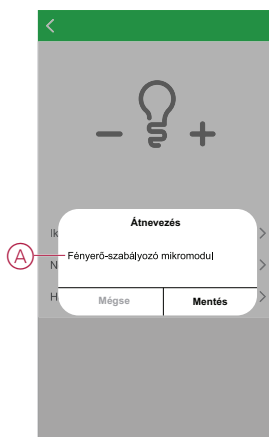 Átnevezés
Ik
A
Fényerő-szabályozó mikromodul
N
H
Mégse
Mentés